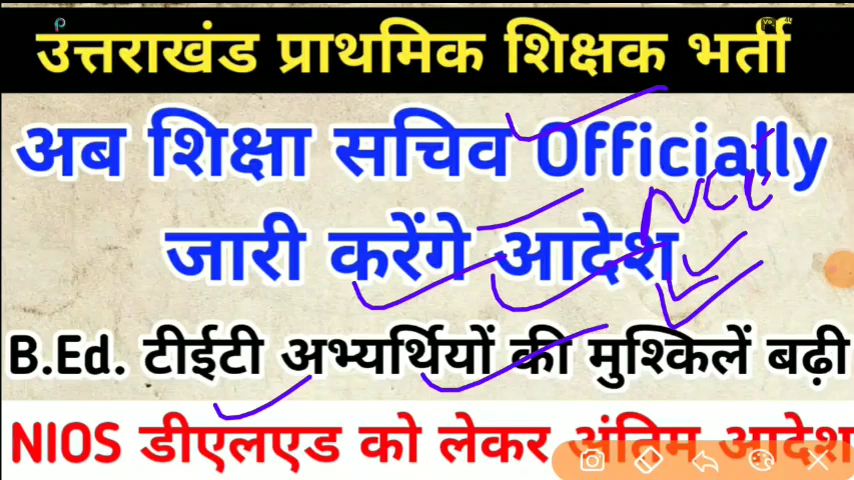 उत्तराखंड प्राथमिक शिक्षक भर्ती
अब शिक्षा सचिव Officially
जारी करेंगे आदेश
B.Ed. टीईटी अभ्यर्थियों की मुश्किलें बढ़ी
NIOS डीएलएड को लेकर अंतिम आदेश